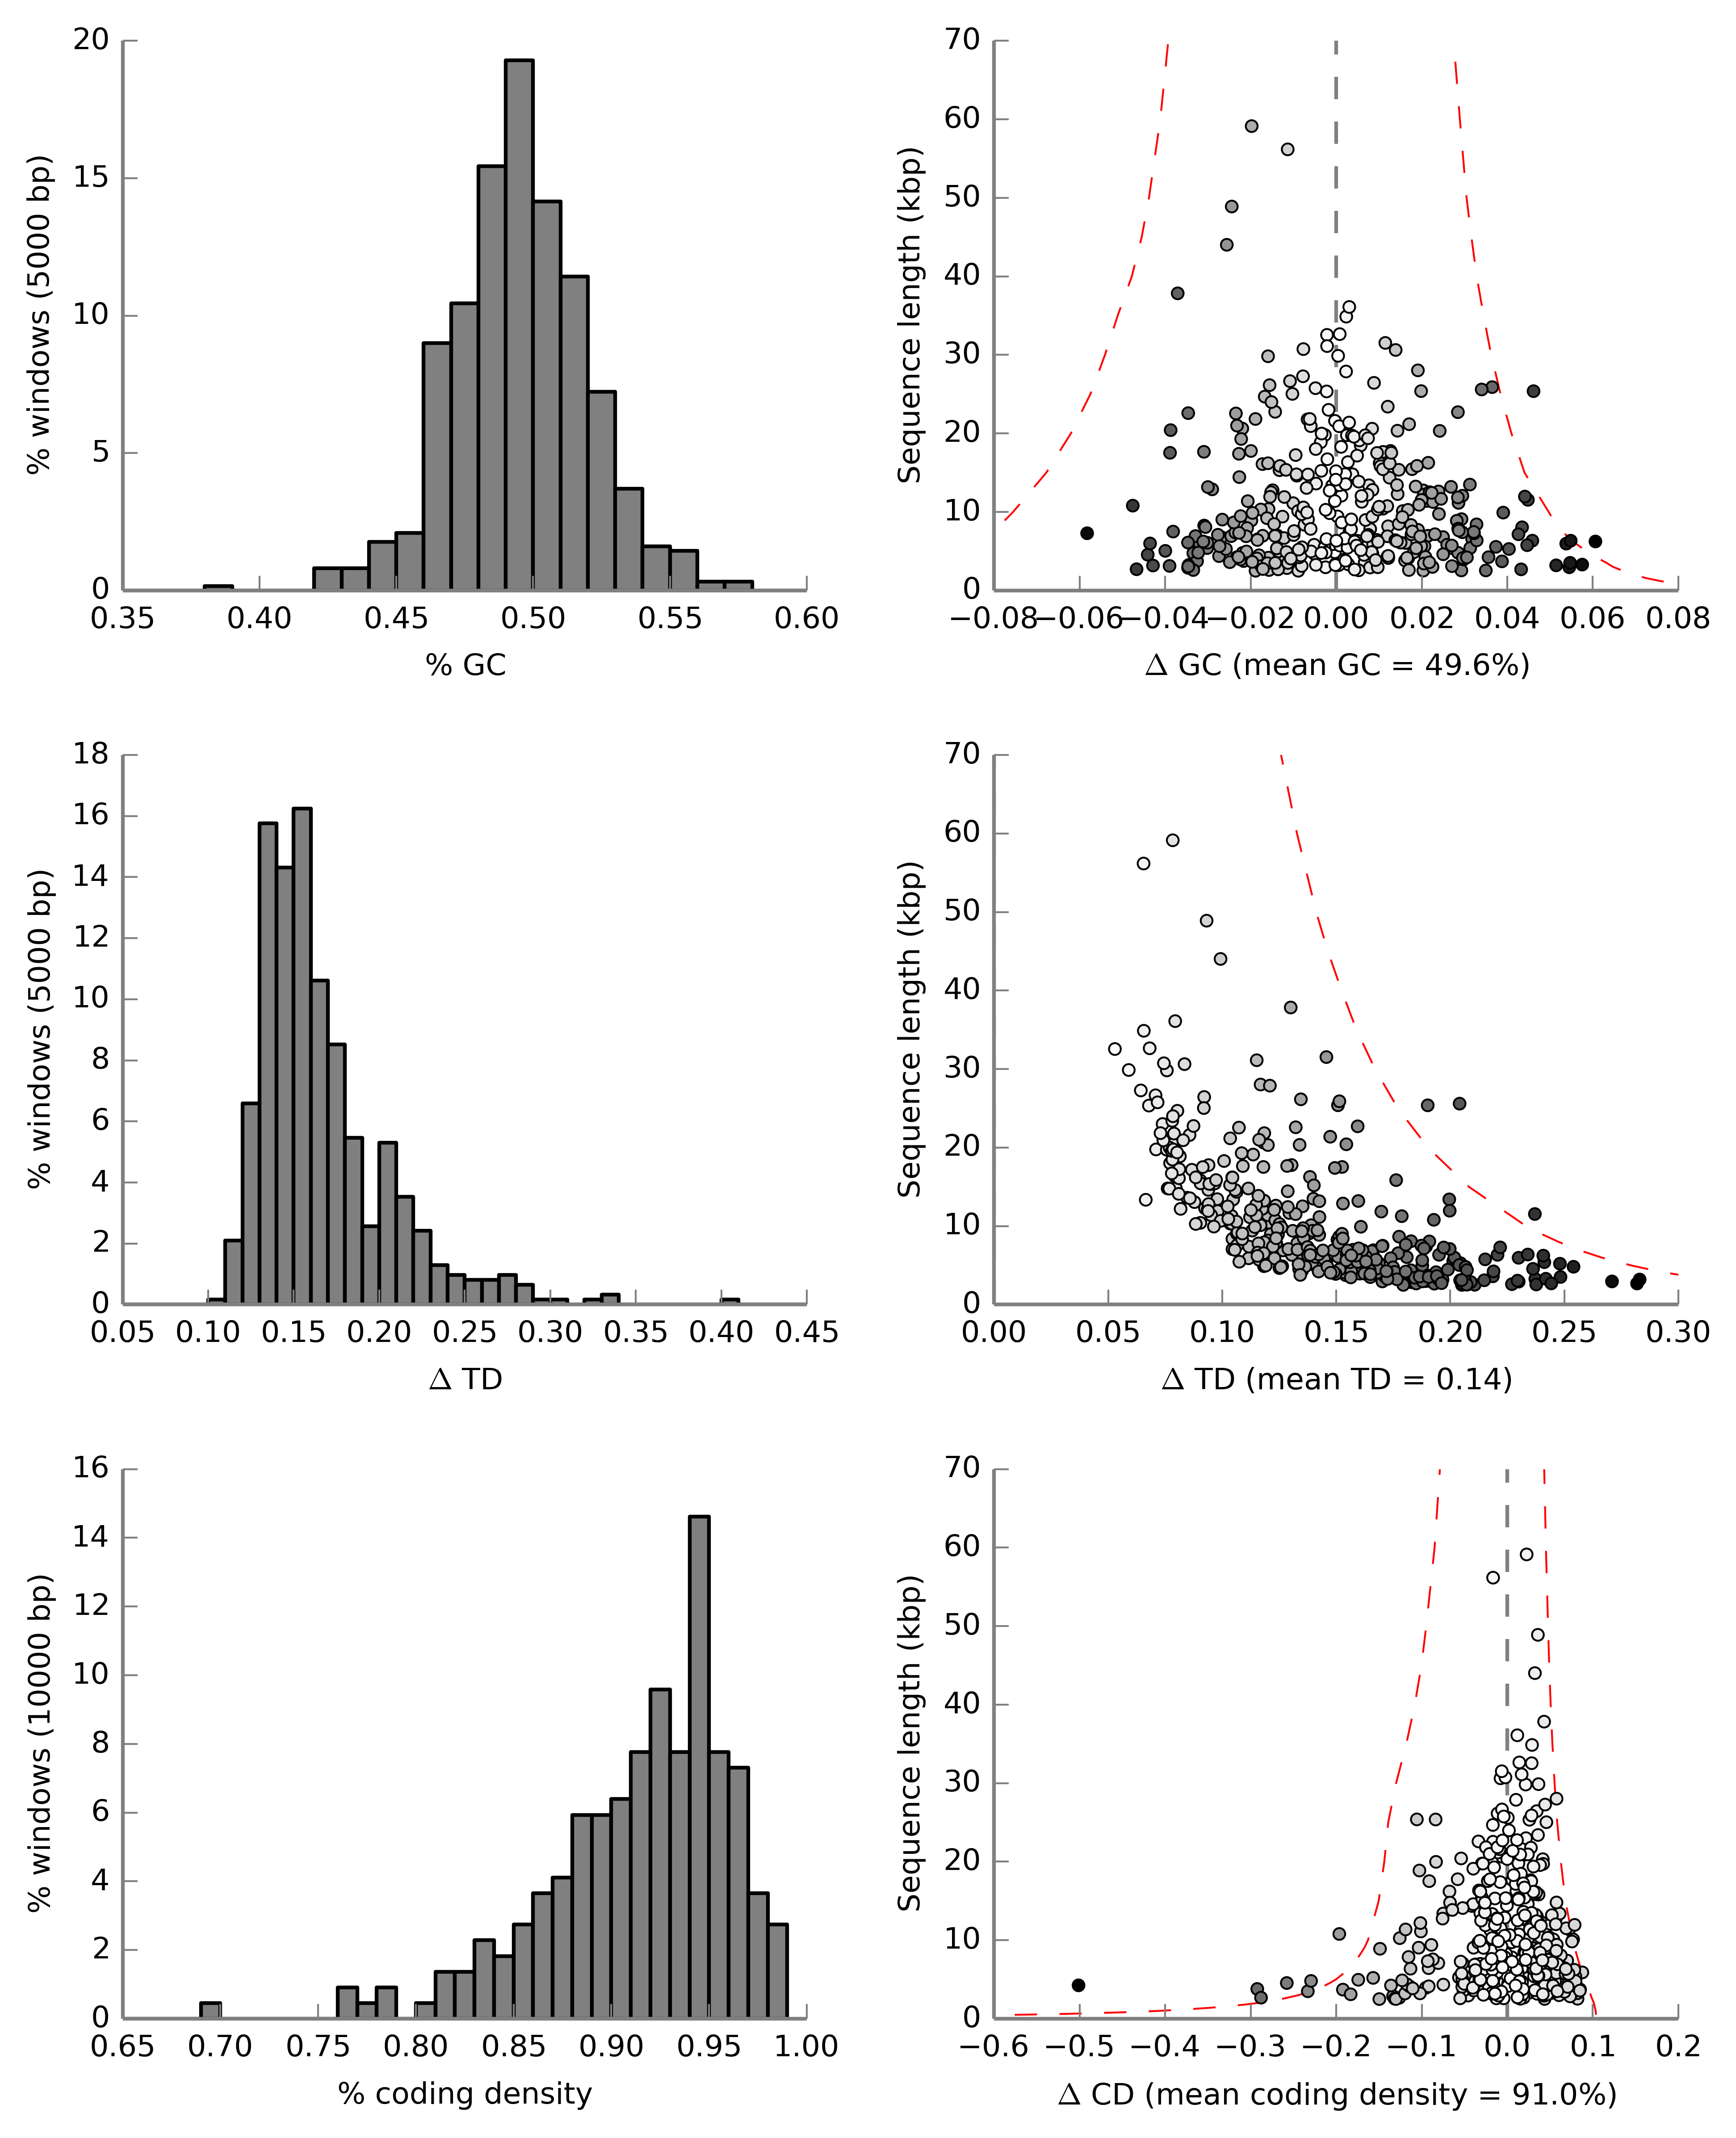 20
15
10
5
0
0.35 0.40 0.45 0.50 0.55 0.60
% windows (5000 bp)
% GC
70
60
50
40
30
20
10
0
−0.08 −0.06 −0.04 −0.02 0.00 0.02 0.04 0.06 0.08
Sequence length (kbp)
Δ GC (mean GC = 49.6%)
18
16
14
12
10
8
6
4
2
0
0.05 0.10 0.15 0.20 0.25 0.30 0.35 0.40 0.45
% windows (5000 bp)
Δ TD
70
60
50
40
30
20
10
0
0.00 0.05 0.10 0.15 0.20 0.25 0.30
Sequence length (kbp)
Δ TD (mean TD = 0.14)
16
14
12
10
8
6
4
2
0
0.65 0.70 0.75 0.80 0.85 0.90 0.95 1.00
% windows (10000 bp)
% coding density
70
60
50
40
30
20
10
0
−0.6 −0.5 −0.4 −0.3 −0.2 −0.1 0.0 0.1 0.2
Sequence length (kbp)
Δ CD (mean coding density = 91.0%)